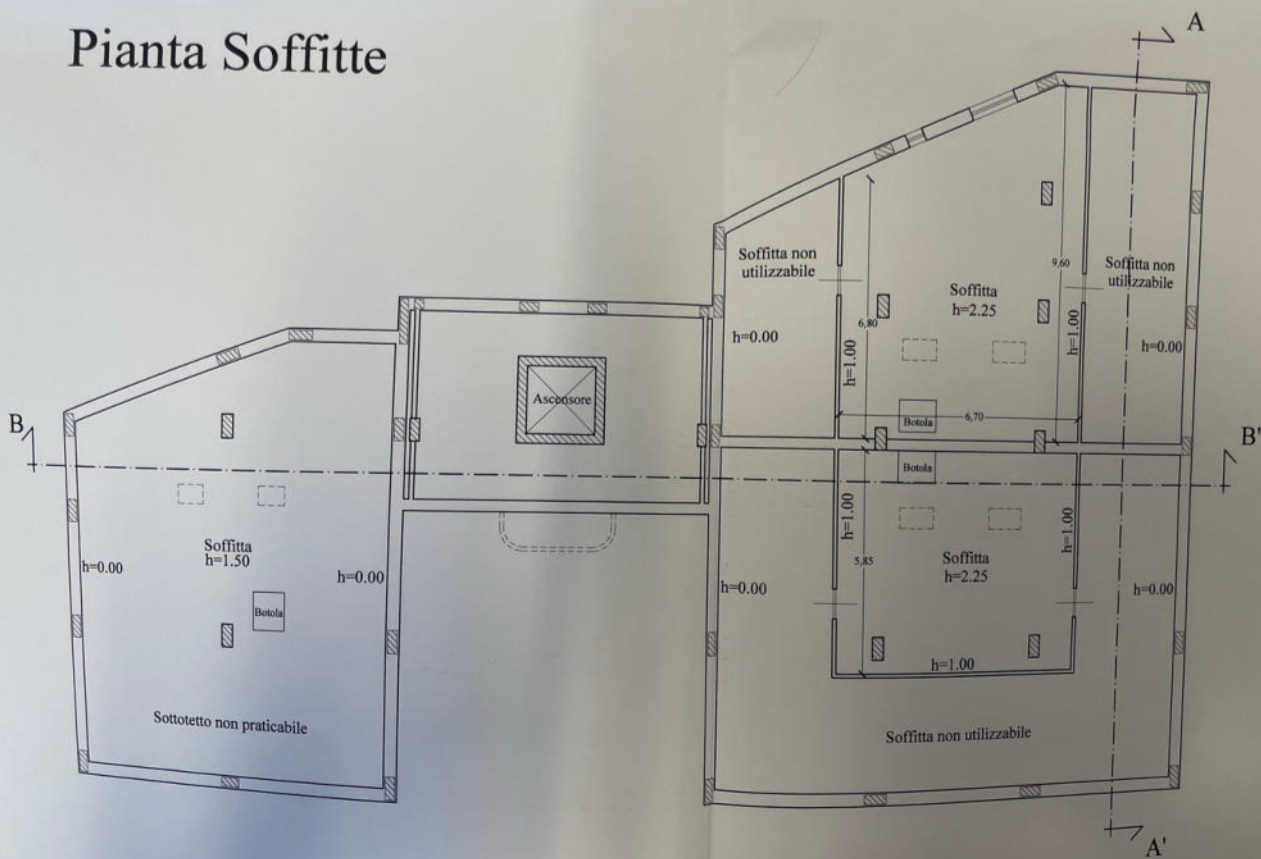 Pianta Soffitte
A
Soffitta non
utilizzabile
Soffitta
h=2.25
9,60
Soffitta non
utilizzabile
h=0.00
6,80
h=1.00
h=1.00
h=0.00
Ascensore
6,70
Botola
B
B'
Botola
h=1.00
h=1.00
Soffitta
h=1.50
h=0.00
h=0.00
5,85
Soffitta
h=2.25
h=0.00
h=0.00
Botola
h=1.00
Sottotetto non praticabile
Soffitta non utilizzabile
A'